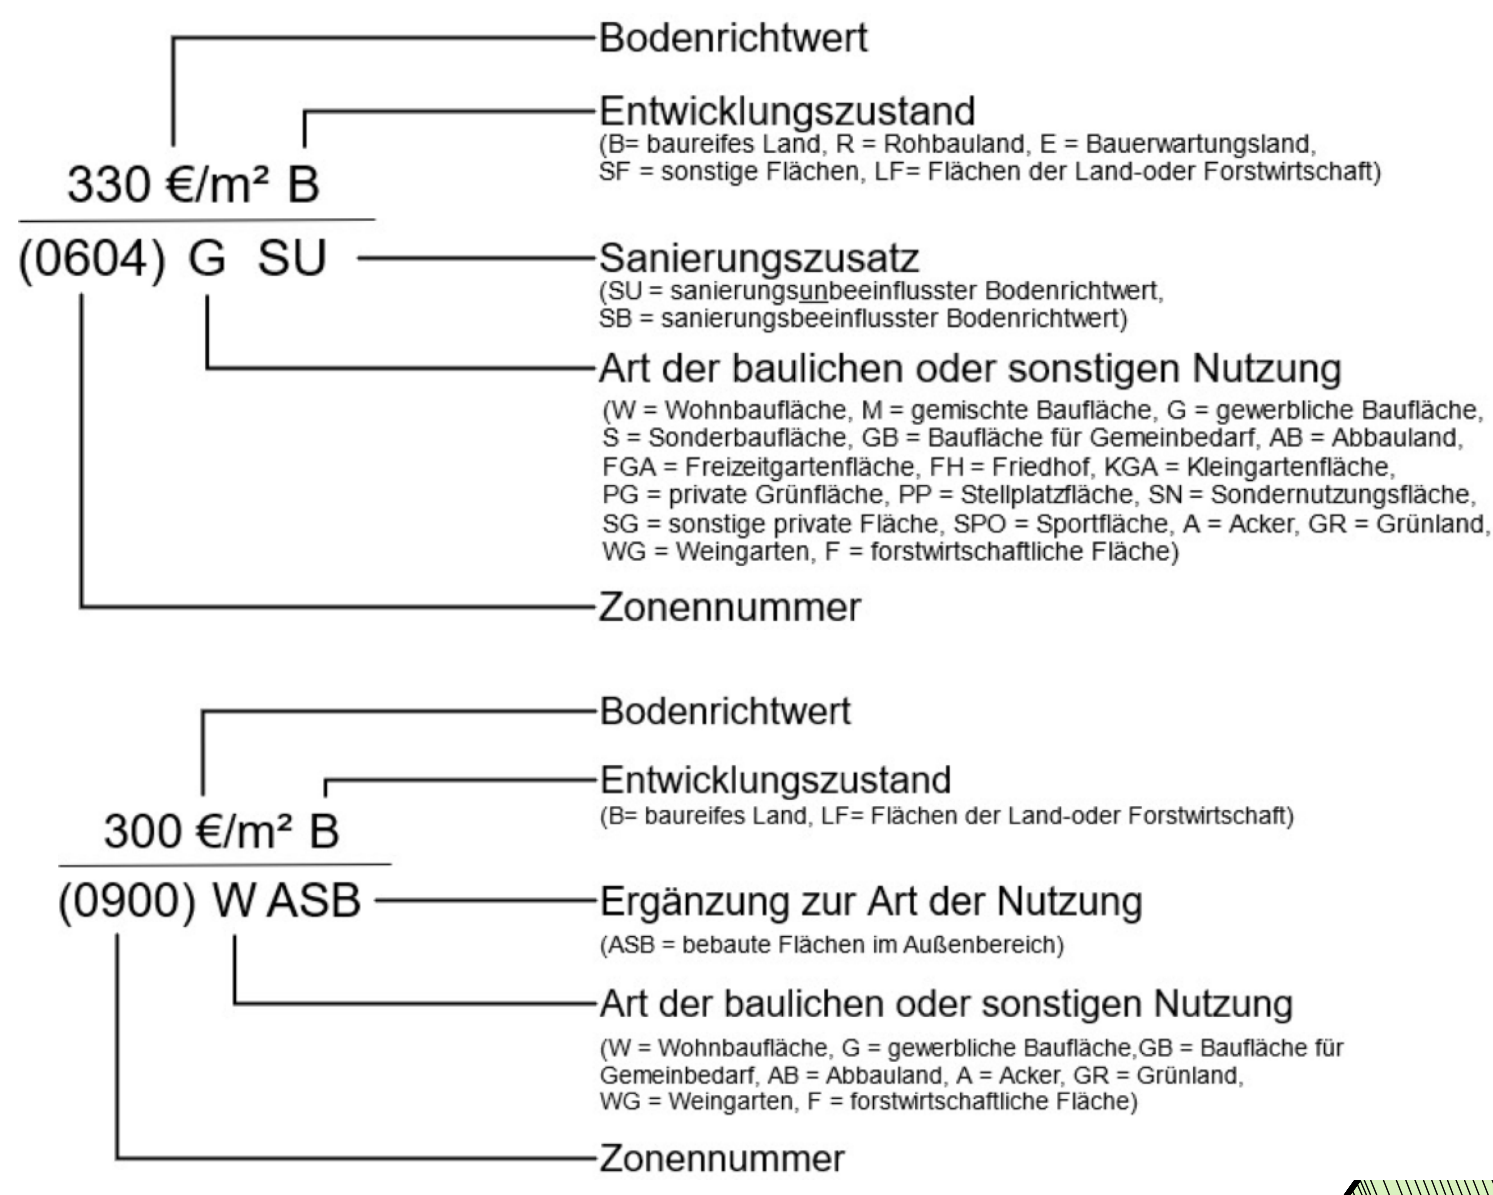 Bodenrichtwert
Entwicklungszustand
(B= baureifes Land, R = Rohbauland, E = Bauerwartungsland,
SF = sonstige Flächen, LF= Flächen der Land-oder Forstwirtschaft)
330 €/m² B
(0604) G SU
Sanierungszusatz
(SU = sanierungsunbeeinflusster Bodenrichtwert,
SB = sanierungsbeeinflusster Bodenrichtwert)
Art der baulichen oder sonstigen Nutzung
(W = Wohnbaufläche, M = gemischte Baufläche, G = gewerbliche Baufläche,
S = Sonderbaufläche, GB = Baufläche für Gemeinbedarf, AB = Abbauland,
FGA = Freizeitgartenfläche, FH = Friedhof, KGA = Kleingartenfläche,
PG = private Grünfläche, PP = Stellplatzfläche, SN = Sondernutzungsfläche,
SG = sonstige private Fläche, SPO = Sportfläche, A = Acker, GR = Grünland,
WG = Weingarten, F = forstwirtschaftliche Fläche)
Zonennummer
Bodenrichtwert
Entwicklungszustand
(B= baureifes Land, LF= Flächen der Land-oder Forstwirtschaft)
300 €/m² B
(0900) W ASB
Ergänzung zur Art der Nutzung
(ASB = bebaute Flächen im Außenbereich)
Art der baulichen oder sonstigen Nutzung
(W = Wohnbaufläche, G = gewerbliche Baufläche,GB = Baufläche für
Gemeinbedarf, AB = Abbauland, A = Acker, GR = Grünland,
WG = Weingarten, F = forstwirtschaftliche Fläche)
Zonennummer